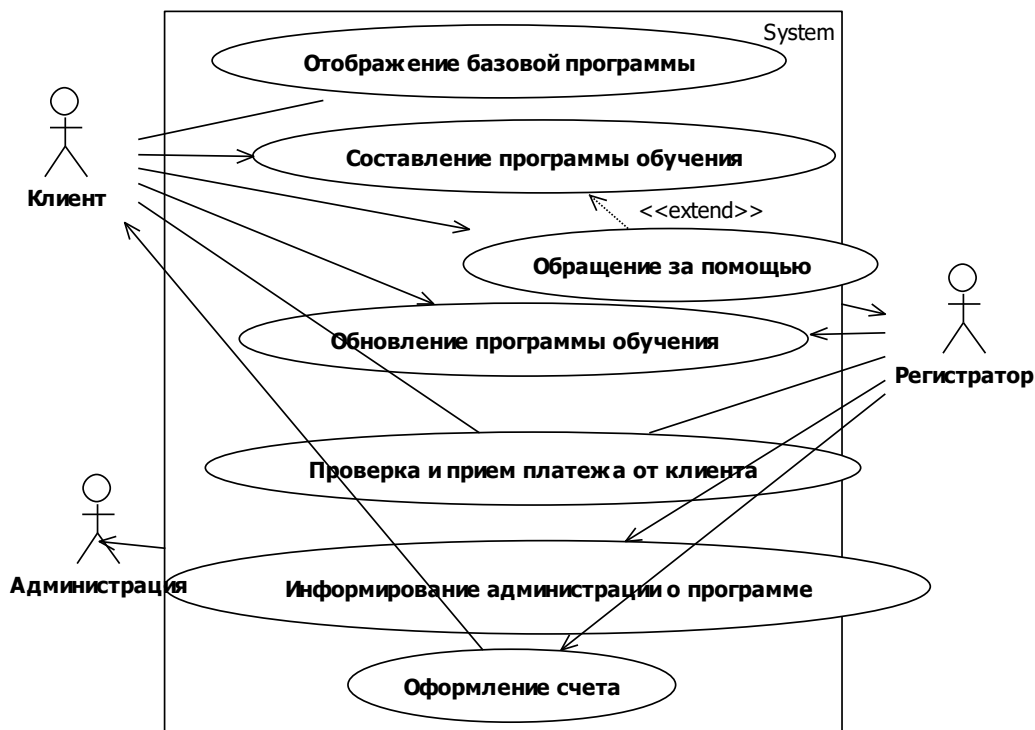 System
Отображение базовой программы
Составление программы обучения
Клиент
<<extend>>
Обращение за помощью
Обновление программы обучения
Регистратор
Проверка и прием платежа от клиента
Администрация
Информирование администрации о программе
Оформление счета